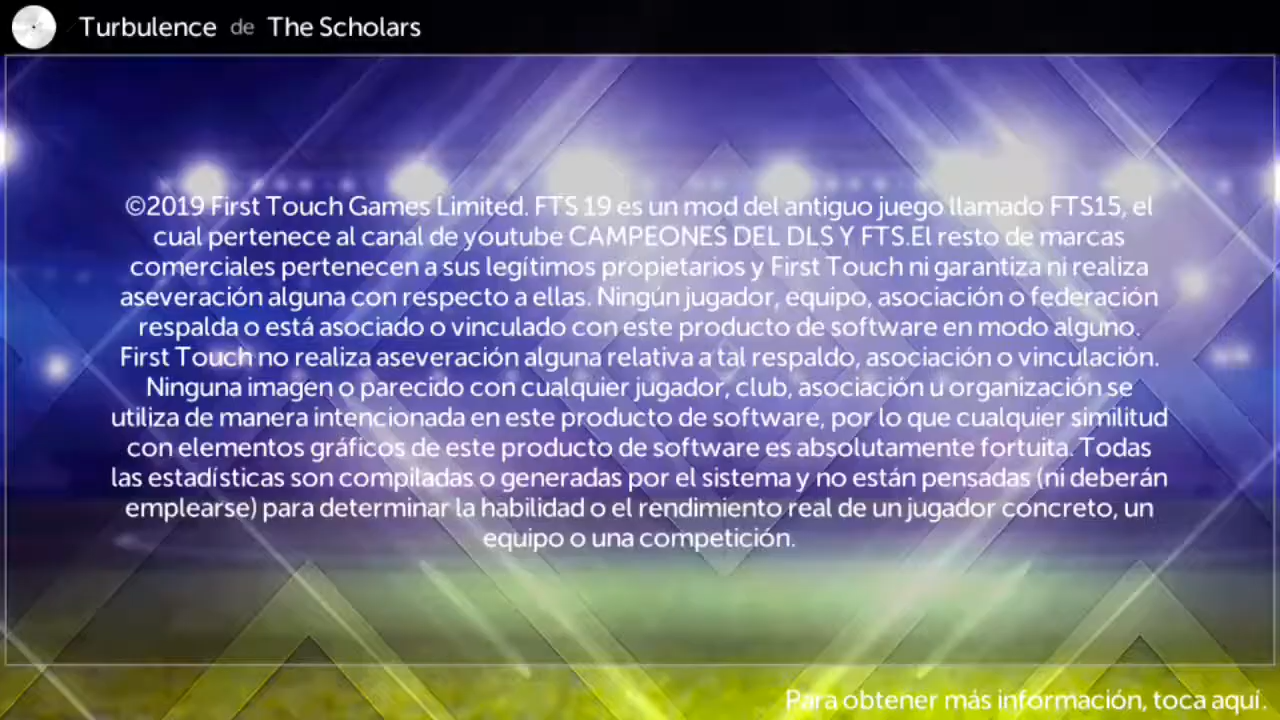 Turbulence de The Scholars
©2019 First Touch Games Limited. FTS 19 es un mod del antiguo juego llamado FTS15, el
cual pertenece al canal de youtube CAMPEONES DEL DLS Y FTS.El resto de marcas
comerciales pertenecen a sus legítimos propietarios y First Touch ni garantiza ni realiza
aseveración alguna con respecto a ellas. Ningún jugador, equipo, asociación o federación
respalda o está asociado o vinculado con este producto de software en modo alguno.
First Touch no realiza aseveración alguna relativa a tal respaldo, asociación o vinculación.
Ninguna imagen o parecido con cualquier jugador, club, asociación u organización se
utiliza de manera intencionada en este producto de software, por lo que cualquier similitud
con elementos gráficos de este producto de software es absolutamente fortuita. Todas
las estadísticas son compiladas o generadas por el sistema y no están pensadas (ni deberán
emplearse) para determinar la habilidad o el rendimiento real de un jugador concreto, un
equipo o una competición.
Para obtener más información, toca aquí.